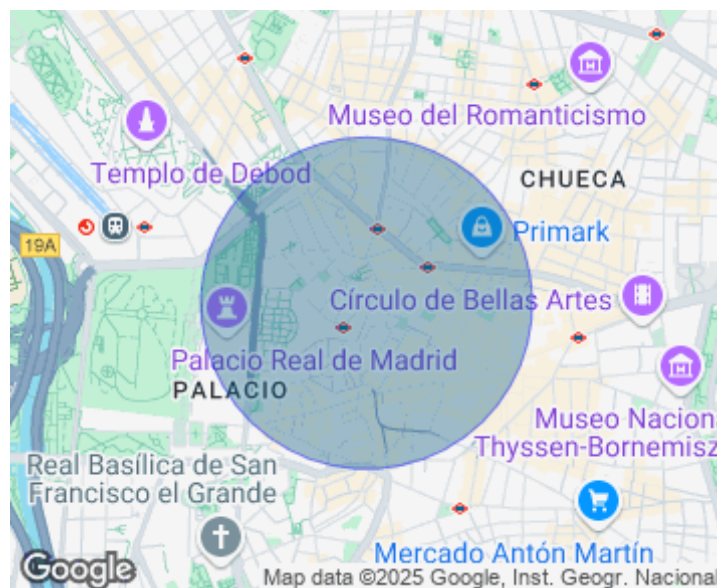 Museo del Romanticismo
Templo de Debod
CHUECA
Primark
19A
Círculo de Bellas Artes
Palacio Real de Madrid
PALACIO
Museo Naciona
Thyssen-Bornemisz
Real Basílica de San
Francisco el Grande
Mercado Antón Martín
Google
Map data ©2025 Google, Inst. Geogr. Nacional